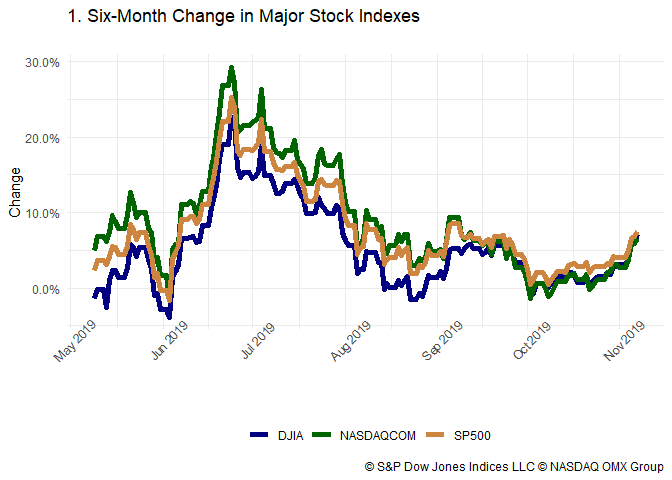 1. Six-Month Change in Major Stock Indexes
Change
30.0%
20.0%
10.0%
0.0%
May 2019
Jun 2019
Jul 2019
Aug 2019
Sep 2019
Oct 2019
Nov 2019
DJIA NASDAQCOM SP500
© S&P Dow Jones Indices LLC © NASDAQ OMX Group